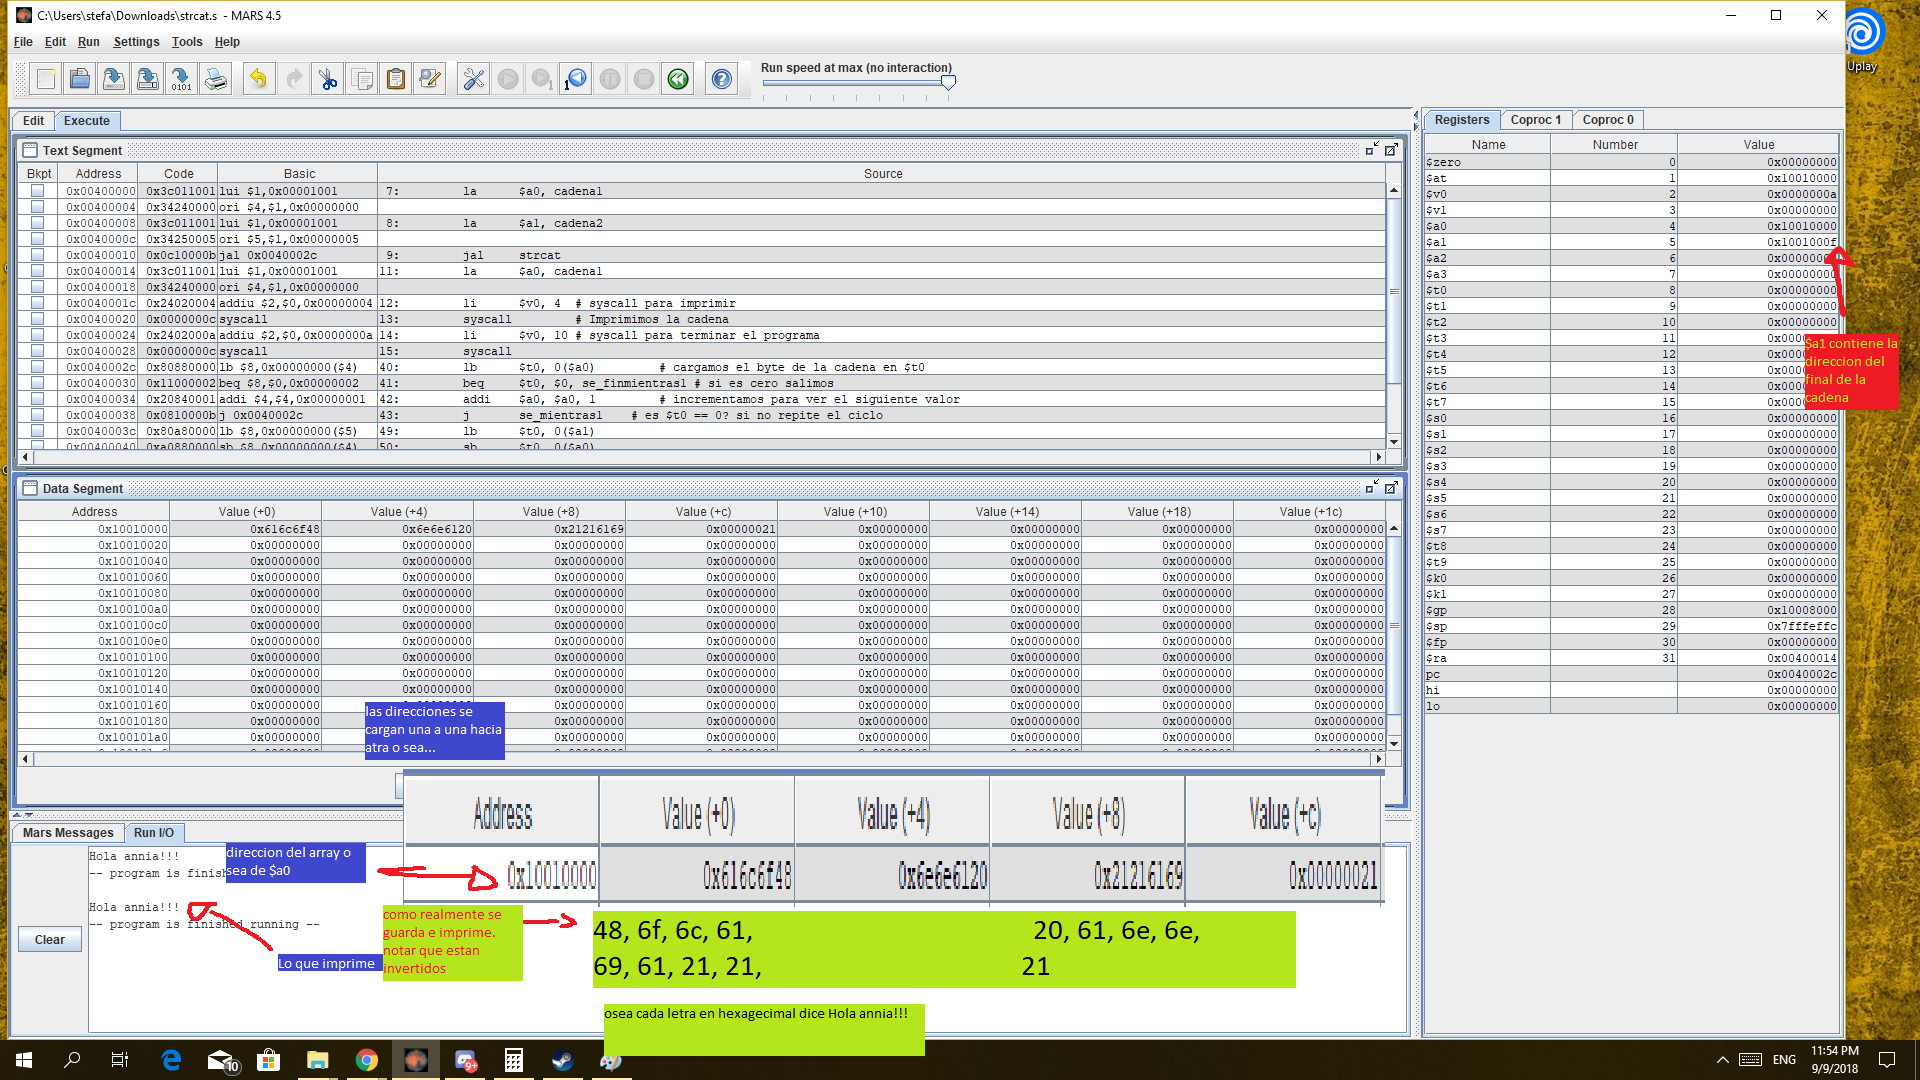 C:\Users\stefa\Downloads\strcat.s - MARS 4.5
File Edit Run Settings Tools Help
Run speed at max (no interaction)
Uplay
Edit Execute
Text Segment
Bkpt Address Code Basic Source
0x00400000 0x3c011001 lui $1,0x00001001 7: la $a0, cadena1
0x00400004 0x34240000 ori $4,$1,0x00000000
0x00400008 0x3c011001 lui $1,0x00001001 8: la $a1, cadena2
0x0040000c 0x34250005 ori $5,$1,0x00000005
0x00400010 0x0c10000b jal 0x0040002c 9: jal strcat
0x00400014 0x3c011001 lui $1,0x00001001 11: la $a0, cadena1
0x00400018 0x34240000 ori $4,$1,0x00000000
0x0040001c 0x24020004 addiu $2,$0,0x00000004 12: li $v0, 4 # syscall para imprimir
0x00400020 0x0000000c syscall 13: syscall # Imprimimos la cadena
0x00400024 0x2402000a addiu $2,$0,0x0000000a 14: li $v0, 10 # syscall para terminar el programa
0x00400028 0x0000000c syscall 15: syscall
0x0040002c 0x80880000 lb $8,0x00000000($4) 40: lb $t0, 0($a0) # cargamos el byte de la cadena en $t0
0x00400030 0x11000002 beq $8,$0,0x00000002 41: beq $t0, $0, se_finmientras1 # si es cero salimos
0x00400034 0x20840001 addi $4,$4,0x00000001 42: addi $a0, $a0, 1 # incrementamos para ver el siguiente valor
0x00400038 0x0810000b j 0x0040002c 43: j se_mientras1 # es $t0 == 0? si no repite el ciclo
0x0040003c 0x80a80000 lb $8,0x00000000($5) 49: lb $t0, 0($a1)
0x00400040 0xa0880000 sb $8,0x00000000($4) 50: sb $t0, 0($a0)
Data Segment
Address Value (+0) Value (+4) Value (+8) Value (+c) Value (+10) Value (+14) Value (+18) Value (+1c)
0x10010000 0x616c6f48 0x6e6e6120 0x21216169 0x00000021 0x00000000 0x00000000 0x00000000 0x00000000
0x10010020 0x00000000 0x00000000 0x00000000 0x00000000 0x00000000 0x00000000 0x00000000 0x00000000
0x10010040 0x00000000 0x00000000 0x00000000 0x00000000 0x00000000 0x00000000 0x00000000 0x00000000
0x10010060 0x00000000 0x00000000 0x00000000 0x00000000 0x00000000 0x00000000 0x00000000 0x00000000
0x10010080 0x00000000 0x00000000 0x00000000 0x00000000 0x00000000 0x00000000 0x00000000 0x00000000
0x100100a0 0x00000000 0x00000000 0x00000000 0x00000000 0x00000000 0x00000000 0x00000000 0x00000000
0x100100c0 0x00000000 0x00000000 0x00000000 0x00000000 0x00000000 0x00000000 0x00000000 0x00000000
0x100100e0 0x00000000 0x00000000 0x00000000 0x00000000 0x00000000 0x00000000 0x00000000 0x00000000
0x10010100 0x00000000 0x00000000 0x00000000 0x00000000 0x00000000 0x00000000 0x00000000 0x00000000
0x10010120 0x00000000 0x00000000 0x00000000 0x00000000 0x00000000 0x00000000 0x00000000 0x00000000
0x10010140 0x00000000 0x00000000 0x00000000 0x00000000 0x00000000 0x00000000 0x00000000 0x00000000
0x10010160 0x00000000 0x00000000 0x00000000 0x00000000 0x00000000 0x00000000 0x00000000
0x10010180 0x00000000 0x00000000 0x00000000 0x00000000 0x00000000 0x00000000 0x00000000
0x100101a0 0x00000000 0x00000000 0x00000000 0x00000000 0x00000000 0x00000000 0x00000000
las direcciones se
cargan una a una hacia
atra o sea...
Registers Coproc 1 Coproc 0
Name Number Value
$zero 0 0x00000000
$at 1 0x10010000
$v0 2 0x0000000a
$v1 3 0x00000000
$a0 4 0x10010000
$a1 5 0x1001000f
$a2 6 0x0000000
$a3 7 0x00000000
$t0 8 0x00000000
$t1 9 0x00000000
$t2 10 0x00000000
$t3 11 0x00000
$t4 12 0x00000
$t5 13 0x00000
$t6 14 0x00000
$t7 15 0x00000000
$s0 16 0x00000000
$s1 17 0x00000000
$s2 18 0x00000000
$s3 19 0x00000000
$s4 20 0x00000000
$s5 21 0x00000000
$s6 22 0x00000000
$s7 23 0x00000000
$t8 24 0x00000000
$t9 25 0x00000000
$k0 26 0x00000000
$k1 27 0x00000000
$gp 28 0x10008000
$sp 29 0x7fffeffc
$fp 30 0x00000000
$ra 31 0x00400014
pc 0x0040002c
hi 0x00000000
lo 0x00000000
$a1 contiene la
direccion del
final de la
cadena
Address Value (+0) Value (+4) Value (+8) Value (+c)
0x10010000 0x616c6f48 0x6e6e6120 0x21216169 0x00000021
Mars Messages Run I/O
Hola annia!!!
-- program is finis
Hola annia!!!
-- program is finished running --
Clear
direccion del array o
sea de $a0
Lo que imprime
como realmente se
guarda e imprime.
notar que estan
invertidos
48, 6f, 6c, 61, 20, 61, 6e, 6e,
69, 61, 21, 21, 21
osea cada letra en hexagecimal dice Hola annia!!!
10
9+
ENG
11:54 PM
9/9/2018